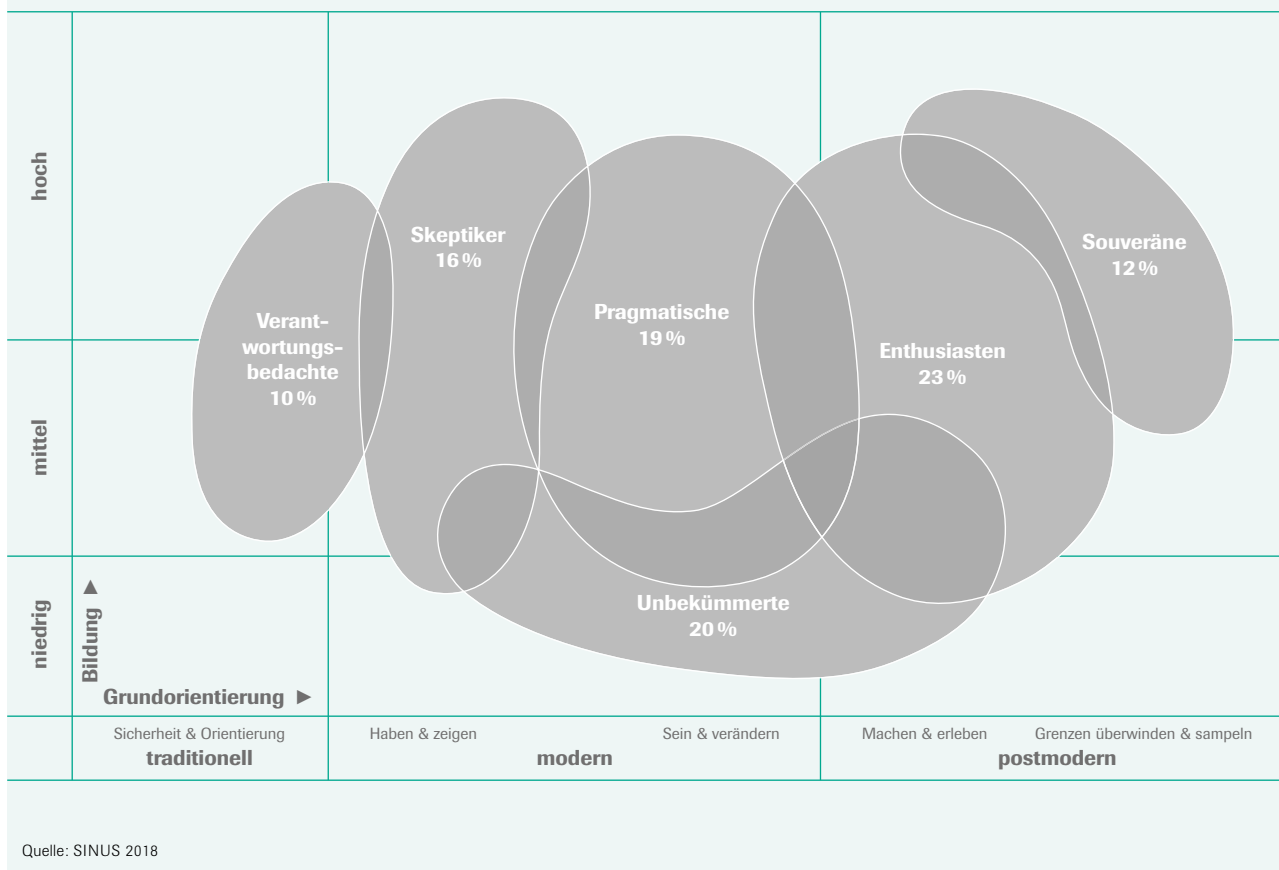 hoch
mittel
niedrig
Bildung
Grundorientierung
Skeptiker
16 %
Verant-
wortungs-
bedachte
10 %
Pragmatische
19 %
Enthusiasten
23 %
Souveräne
12 %
Unbekümmerte
20 %
Sicherheit & Orientierung
traditionell
Haben & zeigen
Sein & verändern
modern
Machen & erleben
Grenzen überwinden & sampeln
postmodern
Quelle: SINUS 2018